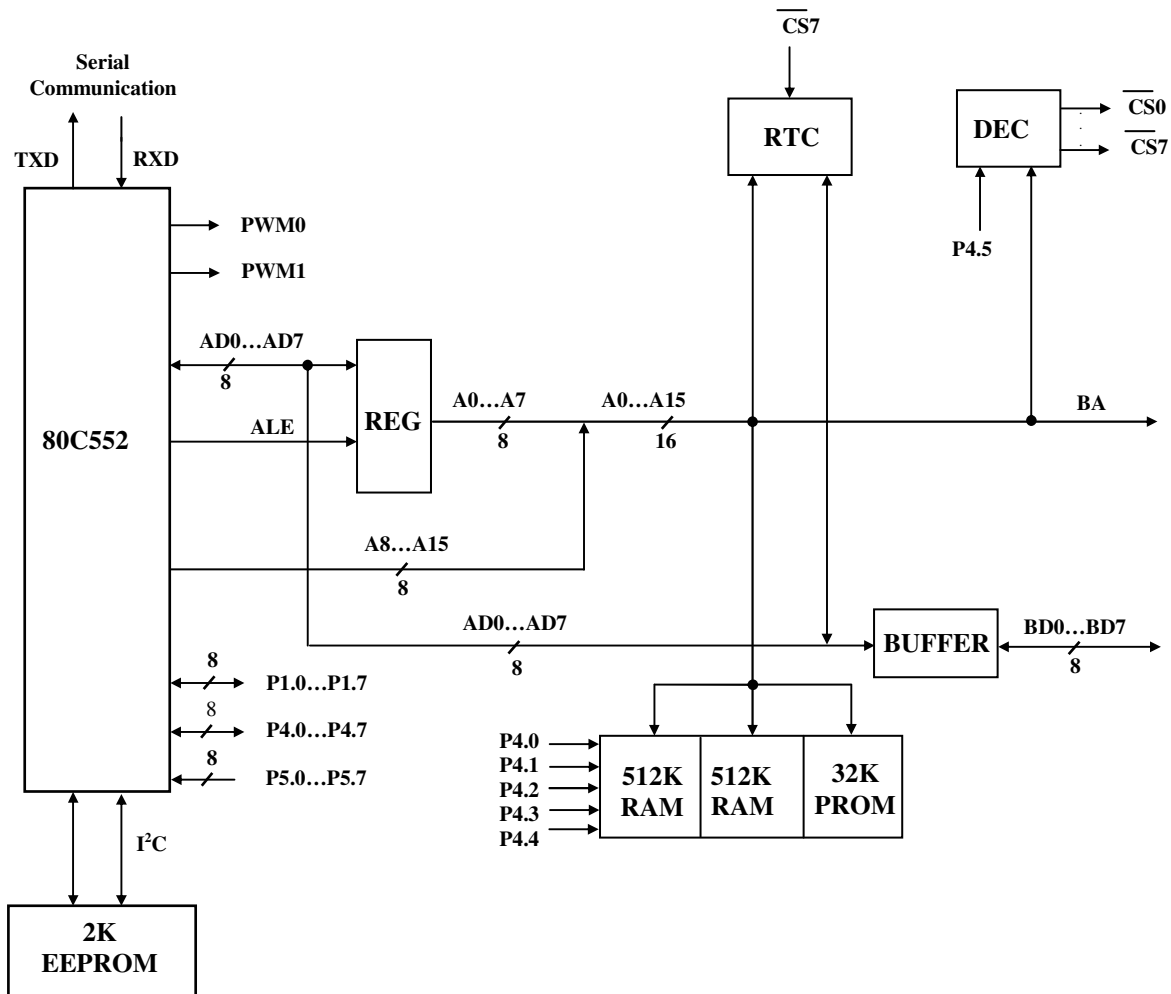 C̅S̅7
Serial
Communication
TXD
RXD
RTC
DEC
C̅S̅0
C̅S̅7
P4.5
PWM0
PWM1
AD0...AD7
8
ALE
REG
A0...A7
8
A0...A15
16
BA
80C552
A8...A15
8
AD0...AD7
8
BUFFER
BD0...BD7
8
8
P1.0...P1.7
8
P4.0...P4.7
8
P5.0...P5.7
P4.0
P4.1
P4.2
P4.3
P4.4
512K
RAM
512K
RAM
32K
PROM
I²C
2K
EEPROM